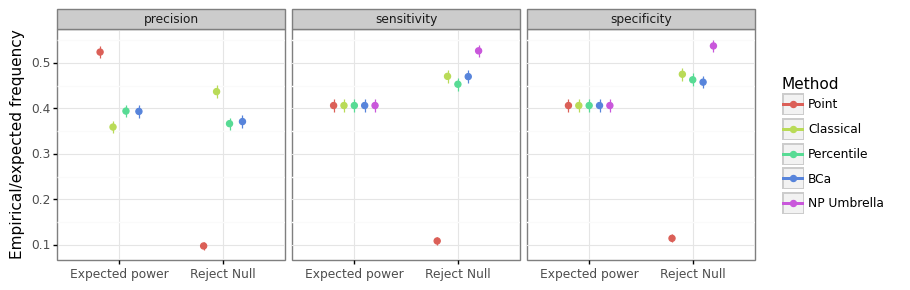 precision
sensitivity
specificity
Empirical/expected frequency
0.5
0.4
0.3
0.2
0.1
Expected power
Reject Null
Expected power
Reject Null
Expected power
Reject Null
Method
Point
Classical
Percentile
BCa
NP Umbrella